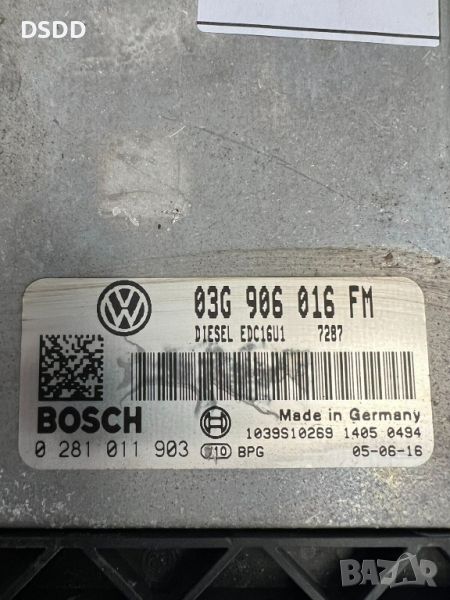 DSDD
03G 906 016 FM
DIESEL EDC16U1 7287
BOSCH
Made in Germany
0 281 011 903 BPG
1039S10269 1405 0494
05-06-16
BAZAR